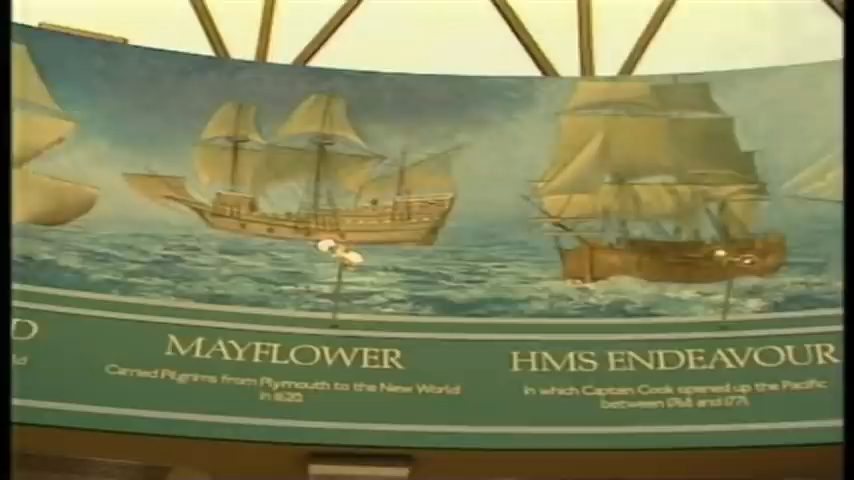 D
ld
MAYFLOWER
Carried Pilgrims from Plymouth to the New World
in 1620
HMS ENDEAVOUR
in which Captain Cook opened up the Pacific
between 1768 and 1771